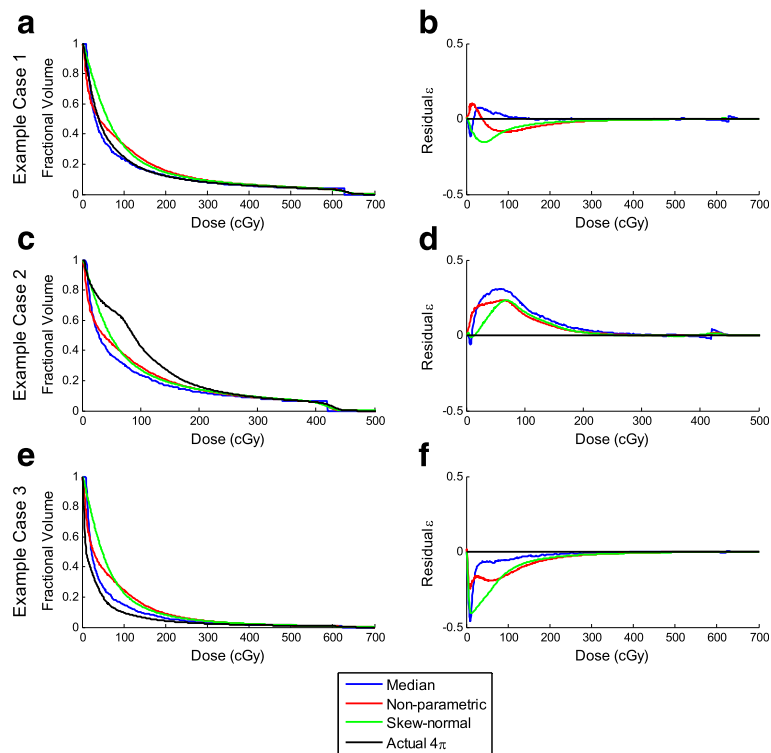 a
b
Example Case 1
Fractional Volume
1
0.8
0.6
0.4
0.2
0
0 100 200 300 400 500 600 700
Dose (cGy)
Residual ε
0.5
0
-0.5
0 100 200 300 400 500 600 700
Dose (cGy)
c
d
Example Case 2
Fractional Volume
1
0.8
0.6
0.4
0.2
0
0 100 200 300 400 500
Dose (cGy)
Residual ε
0.5
0
-0.5
0 100 200 300 400 500
Dose (cGy)
e
f
Example Case 3
Fractional Volume
1
0.8
0.6
0.4
0.2
0
0 100 200 300 400 500 600 700
Dose (cGy)
Residual ε
0.5
0
-0.5
0 100 200 300 400 500 600 700
Dose (cGy)
Median
Non-parametric
Skew-normal
Actual 4π